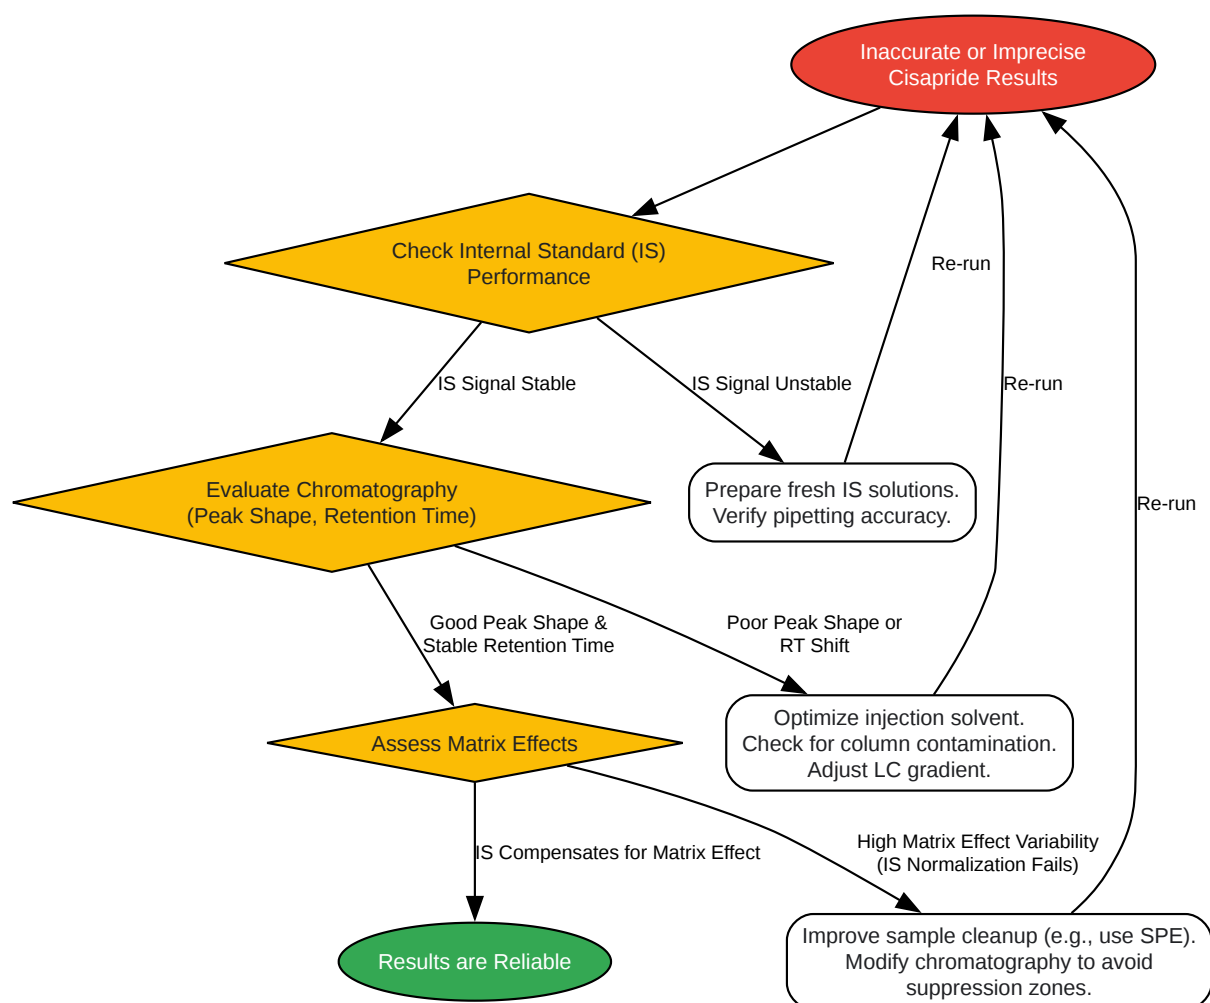 Inaccurate or Imprecise
Cisapride Results
Check Internal Standard (IS)
Performance
Re-run
IS Signal Stable
IS Signal Unstable
Re-run
Evaluate Chromatography
(Peak Shape, Retention Time)
Prepare fresh IS solutions.
Verify pipetting accuracy.
Re-run
Good Peak Shape &
Stable Retention Time
Poor Peak Shape or
RT Shift
Optimize injection solvent.
Check for column contamination.
Adjust LC gradient.
Assess Matrix Effects
IS Compensates for Matrix Effect
High Matrix Effect Variability
(IS Normalization Fails)
Results are Reliable
Improve sample cleanup (e.g., use SPE).
Modify chromatography to avoid
suppression zones.